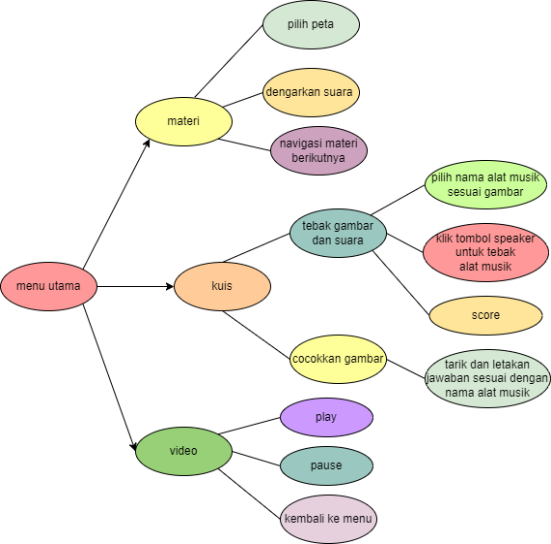 pilih peta
dengarkan suara
materi
navigasi materi
berikutnya
pilih nama alat musik
sesuai gambar
tebak gambar
dan suara
klik tombol speaker
untuk tebak
alat musik
menu utama
kuis
score
cocokkan gambar
tarik dan letakan
jawaban sesuai dengan
nama alat musik
play
video
pause
kembali ke menu